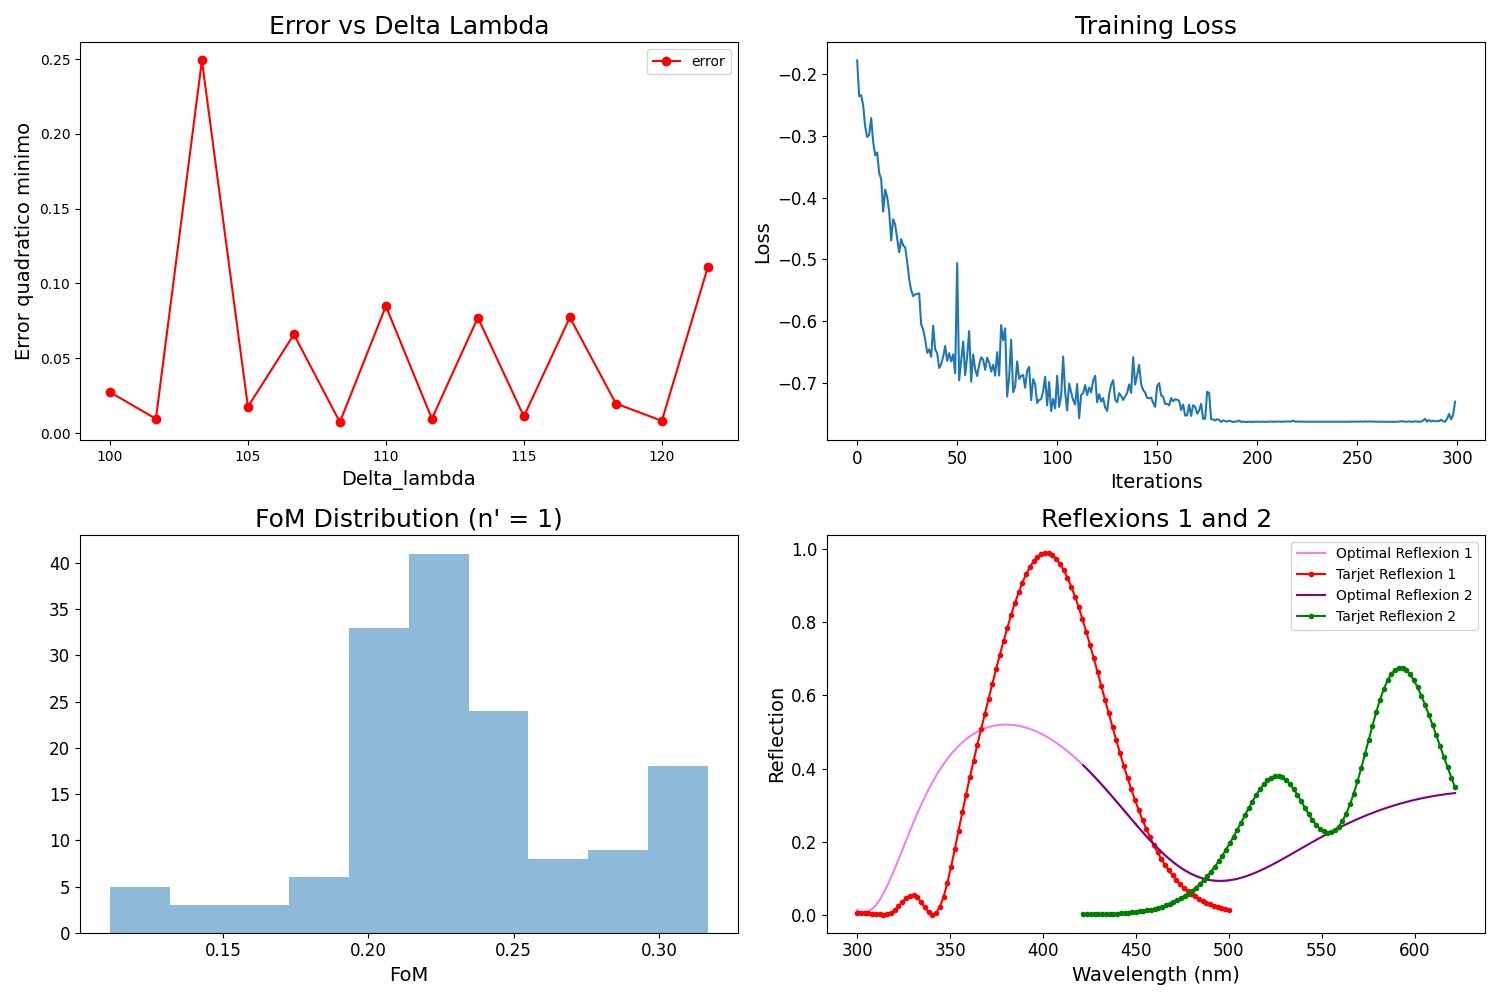 Error vs Delta Lambda
error
Error quadratico minimo
0.25
0.20
0.15
0.10
0.05
0.00
100 105 110 115 120
Delta_lambda
Training Loss
Loss
−0.2
−0.3
−0.4
−0.5
−0.6
−0.7
0 50 100 150 200 250 300
Iterations
FoM Distribution (n' = 1)
40
35
30
25
20
15
10
5
0
0.15 0.20 0.25 0.30
FoM
Reflexions 1 and 2
Optimal Reflexion 1
Tarjet Reflexion 1
Optimal Reflexion 2
Tarjet Reflexion 2
Reflection
1.0
0.8
0.6
0.4
0.2
0.0
300 350 400 450 500 550 600
Wavelength (nm)